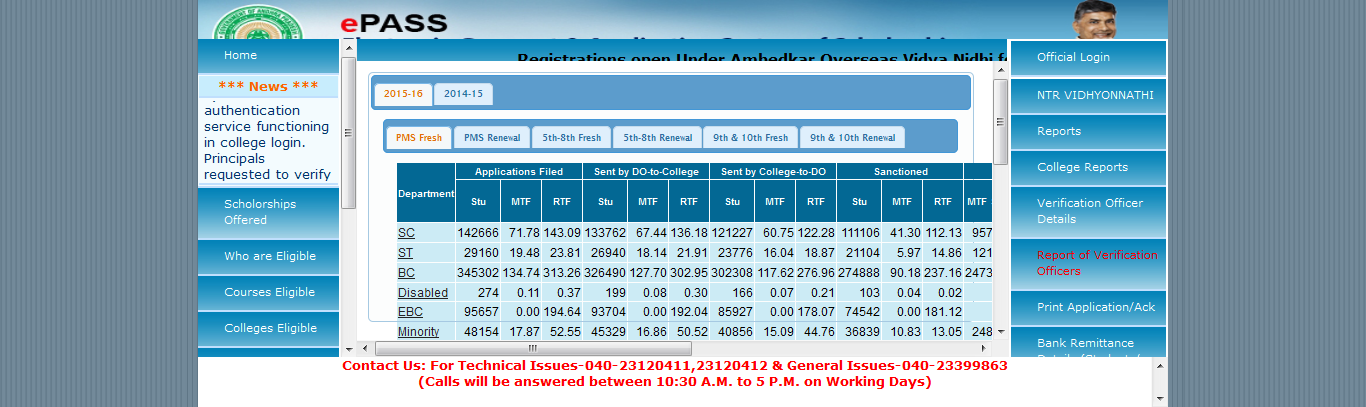 ePASS
Registrations open Under Ambedkar Overseas Vidya Nidhi f
Home
*** News ***
authentication
service functioning
in college login.
Principals
requested to verify
Scholorships
Offered
Who are Eligible
Courses Eligible
Colleges Eligible
2015-16 2014-15
PMS Fresh PMS Renewal 5th-8th Fresh 5th-8th Renewal 9th & 10th Fresh 9th & 10th Renewal
Department Applications Filed Sent by DO-to-College Sent by College-to-DO Sanctioned
Stu MTF RTF Stu MTF RTF Stu MTF RTF Stu MTF RTF MTF
SC 142666 71.78 143.09 133762 67.44 136.18 121227 60.75 122.28 111106 41.30 112.13 957
ST 29160 19.48 23.81 26940 18.14 21.91 23776 16.04 18.87 21104 5.97 14.86 121
BC 345302 134.74 313.26 326490 127.70 302.95 302308 117.62 276.96 274888 90.18 237.16 2473
Disabled 274 0.11 0.37 199 0.08 0.30 166 0.07 0.21 103 0.04 0.02
EBC 95657 0.00 194.64 93704 0.00 192.04 85927 0.00 178.07 74542 0.00 181.12
Minority 48154 17.87 52.55 45329 16.86 50.52 40856 15.09 44.76 36839 10.83 13.05 248
Official Login
NTR VIDHYONNATHI
Reports
College Reports
Verification Officer
Details
Report of Verification
Officers
Print Application/Ack
Bank Remittance
Contact Us: For Technical Issues-040-23120411,23120412 & General Issues-040-23399863
(Calls will be answered between 10:30 A.M. to 5 P.M. on Working Days)